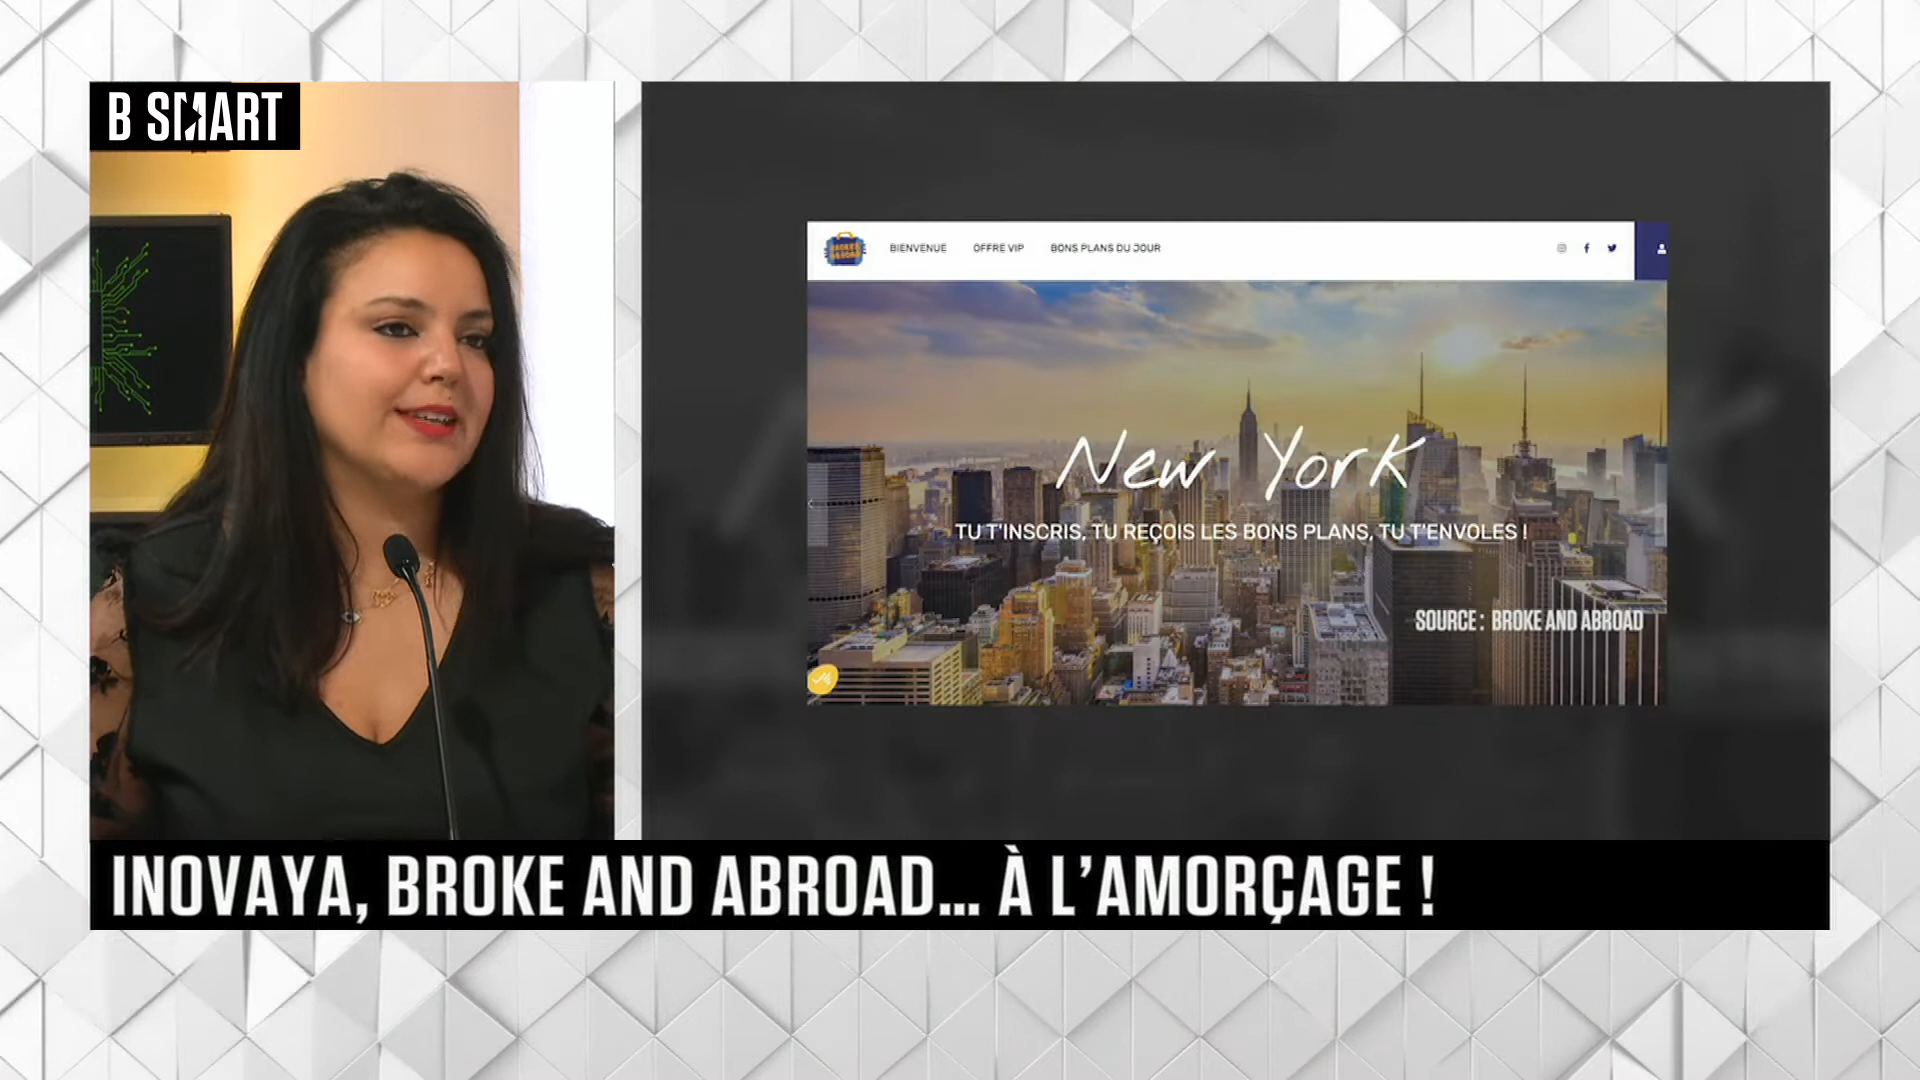 B SMART
BIENVENUE OFFRE VIP BONS PLANS DU JOUR
New York
TU T'INSCRIS, TU REÇOIS LES BONS PLANS, TU T'ENVOLES !
SOURCE : BROKE AND ABROAD
INOVAYA, BROKE AND ABROAD... À L'AMORÇAGE !